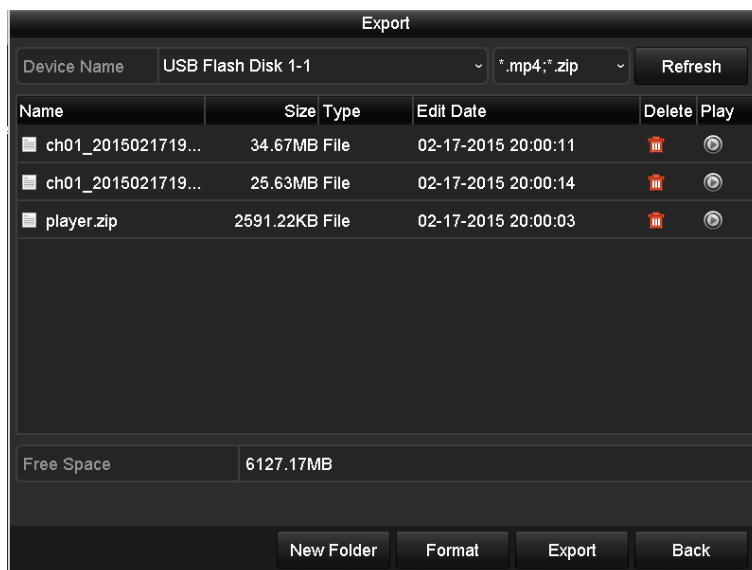 Export
Device Name USB Flash Disk 1-1 *.mp4;*.zip Refresh
Name Size Type Edit Date Delete Play
ch01_2015021719... 34.67MB File 02-17-2015 20:00:11
ch01_2015021719... 25.63MB File 02-17-2015 20:00:14
player.zip 2591.22KB File 02-17-2015 20:00:03
Free Space 6127.17MB
New Folder Format Export Back